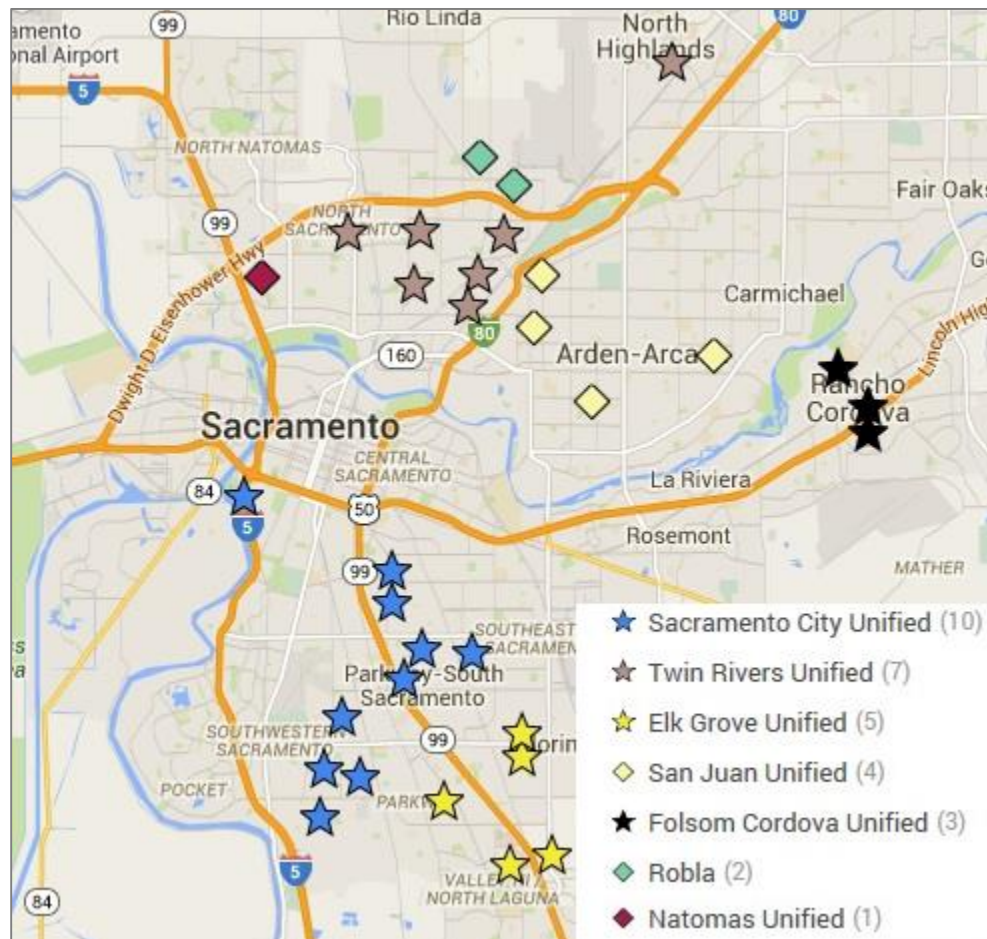 99
Rio Linda
80
North
Highlands
amento
onal Airport
5
NORTH NATOMAS
Fair Oaks
99
NORTH
SACRAMENTO
Dwight D Eisenhower Hwy
Carmichael
80
160
Arden-Arca
Lincoln High
Rancho
Cordova
Sacramento
CENTRAL
SACRAMENTO
La Riviera
84
50
5
Rosemont
99
MATHER
SOUTHEAST
SACRAMEN
Parkway-South
Sacramento
SOUTHWESTERN
SACRAMENTO
99
orin
POCKET
PARKW
5
VALLEY HI /
NORTH LAGUNA
84
Sacramento City Unified (10)
Twin Rivers Unified (7)
Elk Grove Unified (5)
San Juan Unified (4)
Folsom Cordova Unified (3)
Robla (2)
Natomas Unified (1)